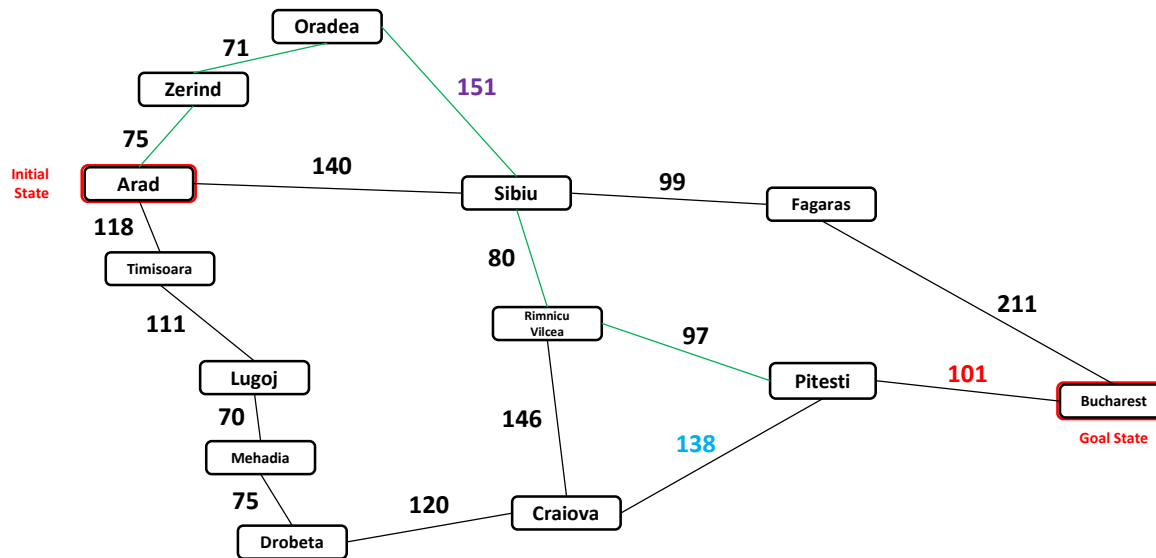 Oradea
71
Zerind
151
75
Initial
State
Arad
140
Sibiu
99
Fagaras
118
Timisoara
80
111
Rimnicu
Vilcea
97
211
Lugoj
Pitesti
101
Bucharest
70
146
138
Goal State
Mehadia
75
120
Craiova
Drobeta